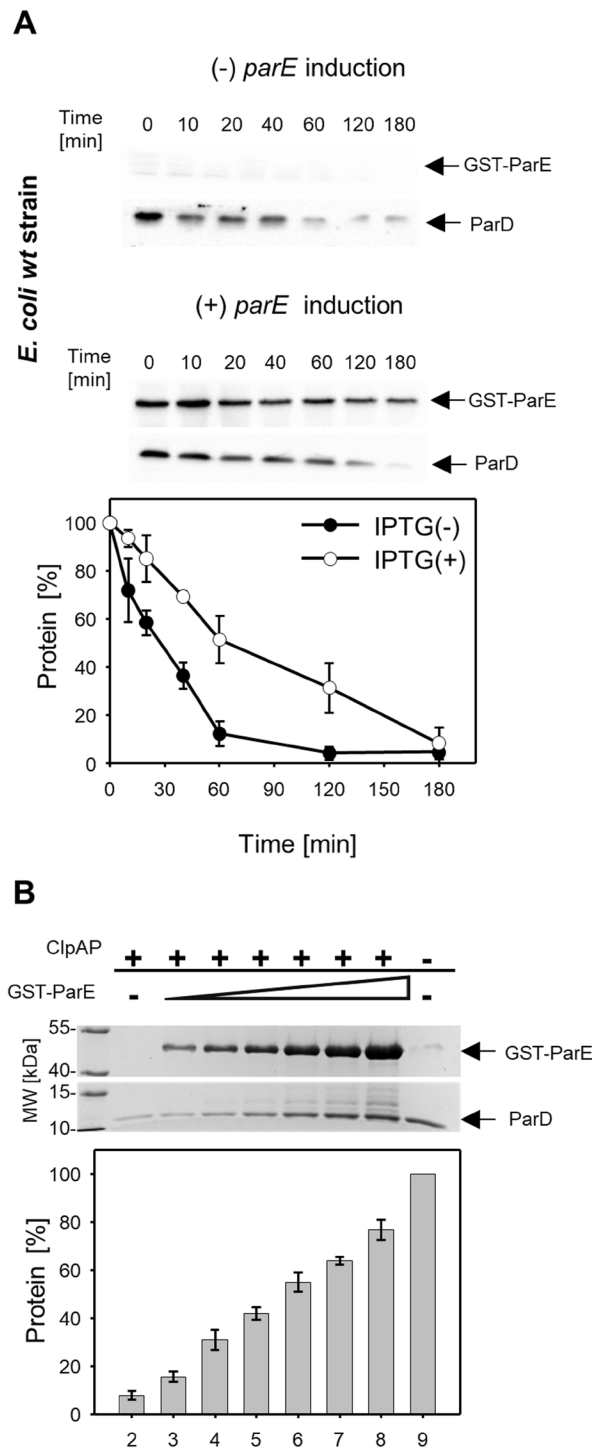 A
(-) parE induction
Time [min] 0 10 20 40 60 120 180
GST-ParE
ParD
E. coli wt strain
(+) parE induction
Time [min] 0 10 20 40 60 120 180
GST-ParE
ParD
100
80
60
40
20
0
Protein [%]
IPTG(-)
IPTG(+)
0 30 60 90 120 150 180
Time [min]
B
ClpAP + + + + + + + -
GST-ParE - -
MW [kDa]
55-
40-
15-
10-
GST-ParE
ParD
100
80
60
40
20
0
Protein [%]
2 3 4 5 6 7 8 9